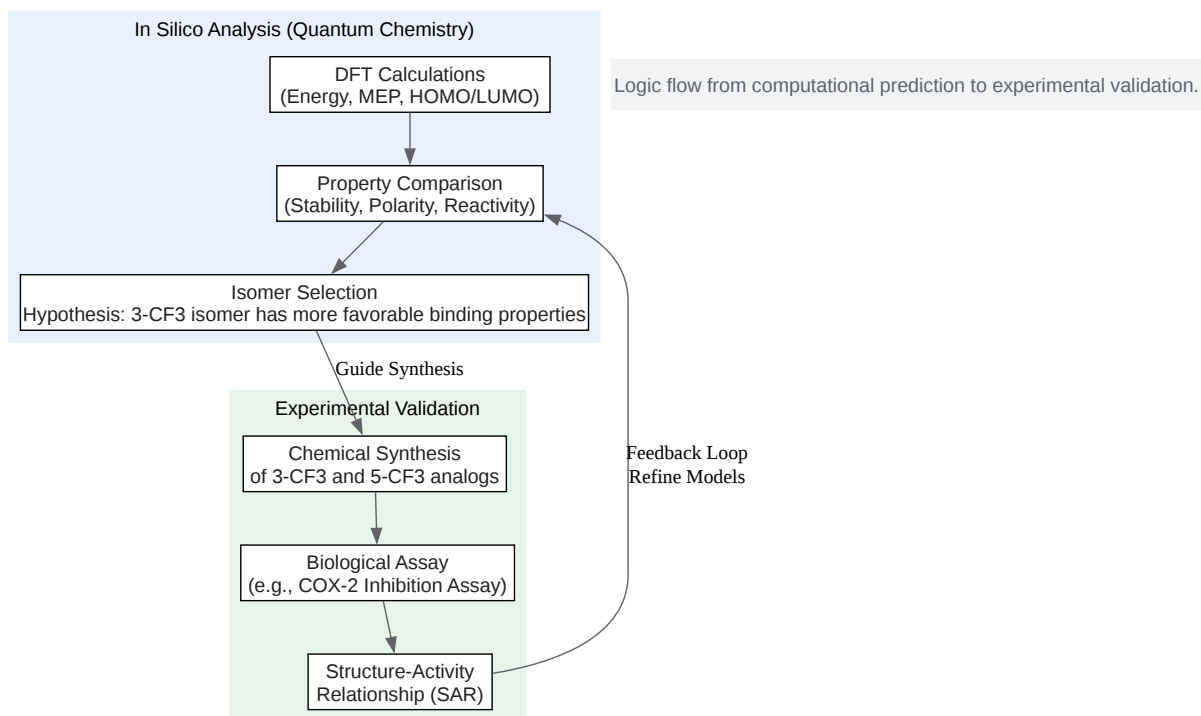 In Silico Analysis (Quantum Chemistry)
DFT Calculations
(Energy, MEP, HOMO/LUMO)
Logic flow from computational prediction to experimental validation.
Property Comparison
(Stability, Polarity, Reactivity)
Isomer Selection
Hypothesis: 3-CF3 isomer has more favorable binding properties
Guide Synthesis
Experimental Validation
Chemical Synthesis
of 3-CF3 and 5-CF3 analogs
Feedback Loop
Refine Models
Biological Assay
(e.g., COX-2 Inhibition Assay)
Structure-Activity
Relationship (SAR)